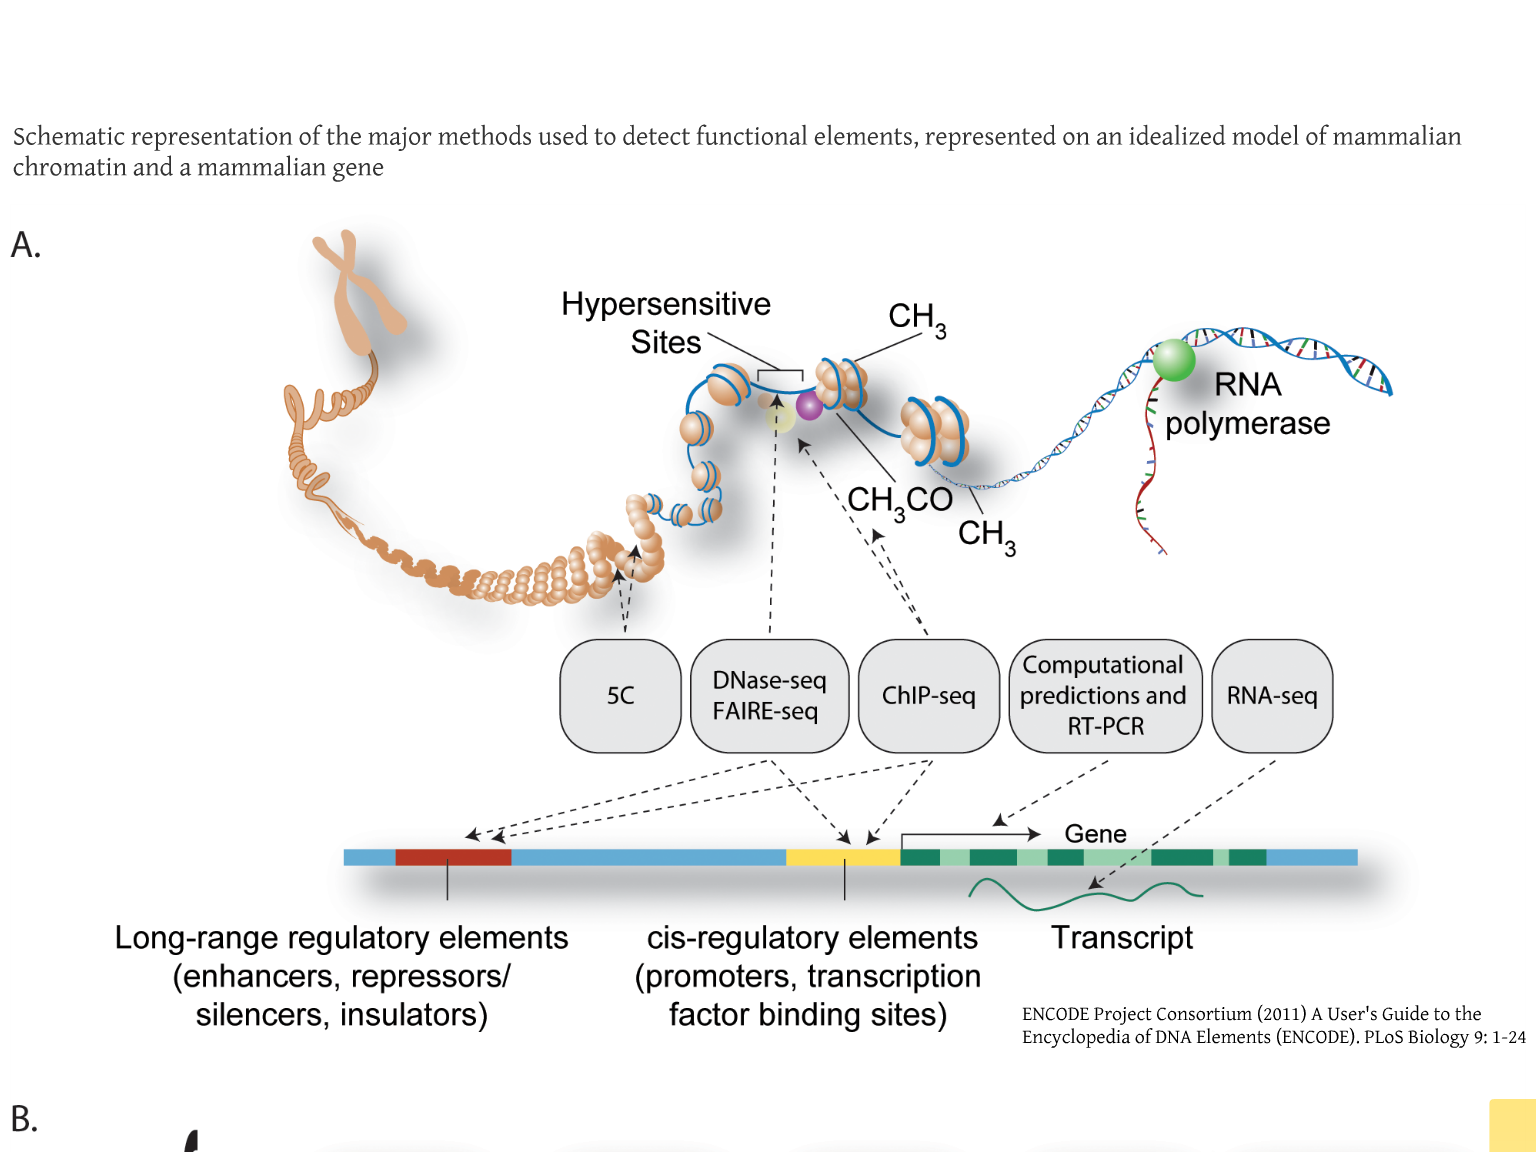 Schematic representation of the major methods used to detect functional elements, represented on an idealized model of mammalian
chromatin and a mammalian gene
A.
Hypersensitive
Sites
CH3
RNA
polymerase
CH3CO
CH3
5C
DNase-seq
FAIRE-seq
ChIP-seq
Computational
predictions and
RT-PCR
RNA-seq
Gene
Long-range regulatory elements
(enhancers, repressors/
silencers, insulators)
cis-regulatory elements
(promoters, transcription
factor binding sites)
Transcript
ENCODE Project Consortium (2011) A User's Guide to the
Encyclopedia of DNA Elements (ENCODE). PLoS Biology 9: 1-24
B.